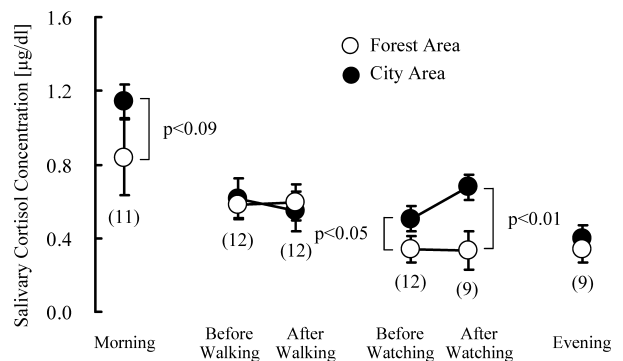 Salivary Cortisol Concentration [µg/dl]
1.6
1.2
0.8
0.4
0.0
Forest Area
City Area
p<0.09
(11)
(12)
(12)
p<0.05
p<0.01
(12)
(9)
(9)
Morning
Before
Walking
After
Walking
Before
Watching
After
Watching
Evening